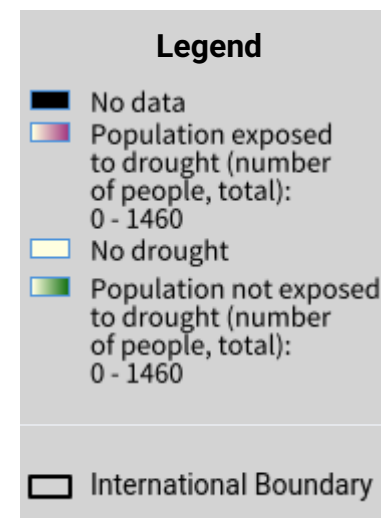 Legend
No data
Population exposed
to drought (number
of people, total):
0 - 1460
No drought
Population not exposed
to drought (number
of people, total):
0 - 1460
International Boundary